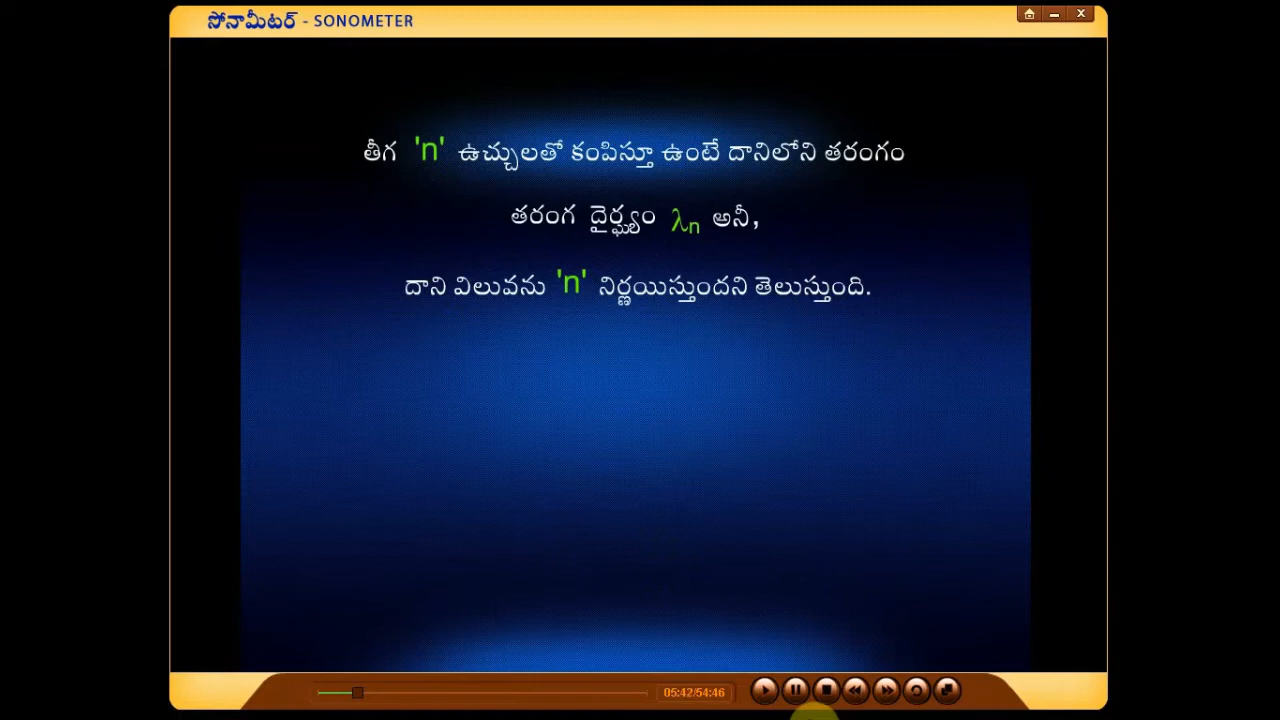 సోనామీటర్ - SONOMETER
తీగ 'n' ఉచ్చులతో కంపిస్తూ ఉంటే దానిలోని తరంగం
తరంగ దైర్ఘ్యం λn అనీ,
దాని విలువను 'n' నిర్ణయిస్తుందని తెలుస్తుంది.
05:42/54:46